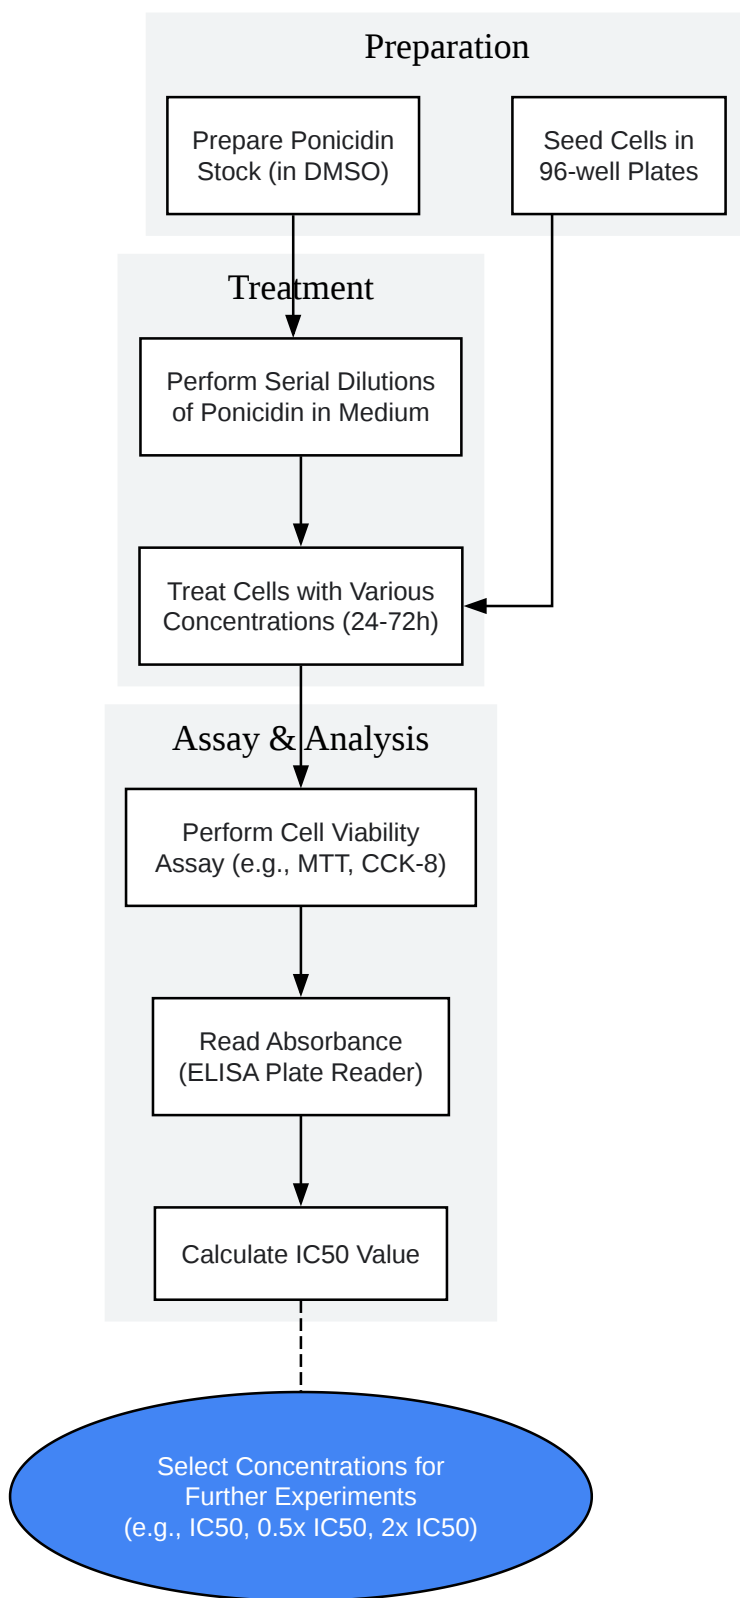 Preparation
Prepare Ponicidin
Stock (in DMSO)
Seed Cells in
96-well Plates
Treatment
Perform Serial Dilutions
of Ponicidin in Medium
Treat Cells with Various
Concentrations (24-72h)
Assay & Analysis
Perform Cell Viability
Assay (e.g., MTT, CCK-8)
Read Absorbance
(ELISA Plate Reader)
Calculate IC50 Value
Select Concentrations for
Further Experiments
(e.g., IC50, 0.5x IC50, 2x IC50)